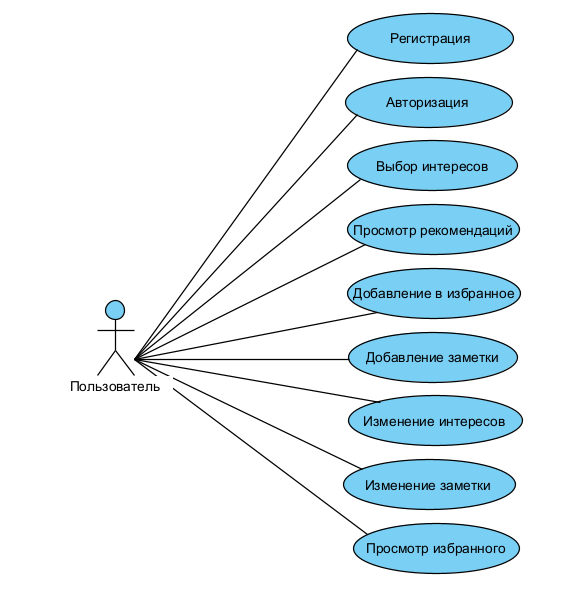 Регистрация
Авторизация
Выбор интересов
Просмотр рекомендаций
Добавление в избранное
Добавление заметки
Пользователь
Изменение интересов
Изменение заметки
Просмотр избранного